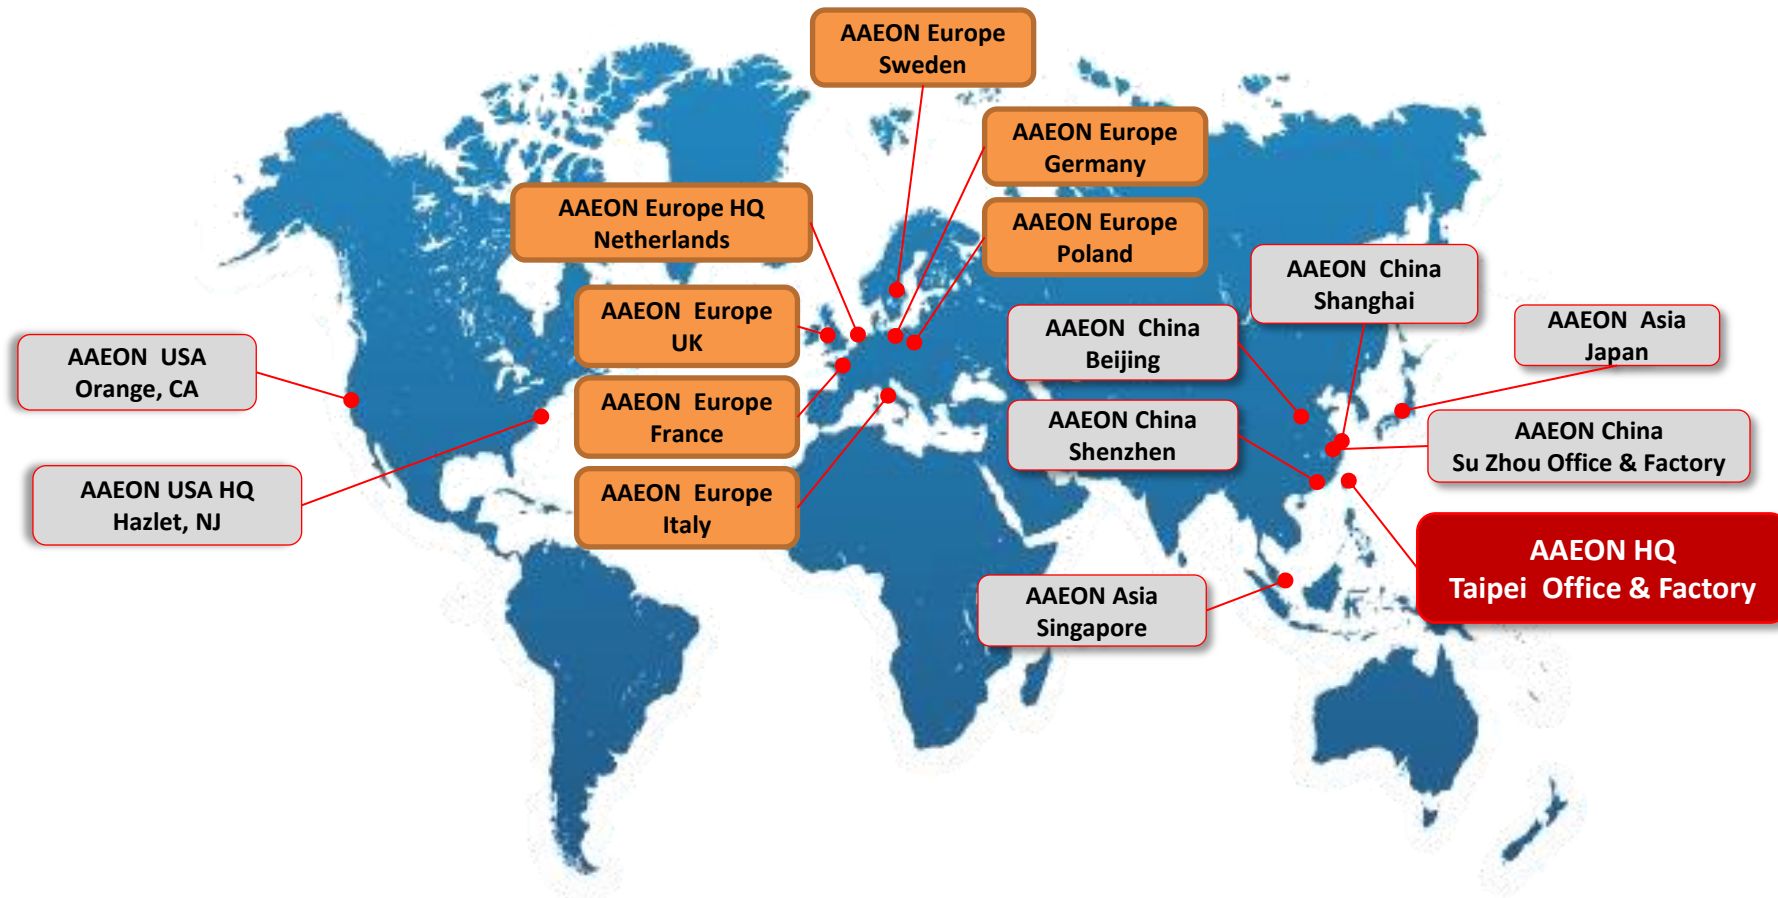 AAEON Europe
Sweden
AAEON Europe
Germany
AAEON Europe HQ
Netherlands
AAEON Europe
Poland
AAEON China
Shanghai
AAEON Europe
UK
AAEON China
Beijing
AAEON Asia
Japan
AAEON USA
Orange, CA
AAEON Europe
France
AAEON China
Shenzhen
AAEON China
Su Zhou Office & Factory
AAEON USA HQ
Hazlet, NJ
AAEON Europe
Italy
AAEON HQ
Taipei Office & Factory
AAEON Asia
Singapore